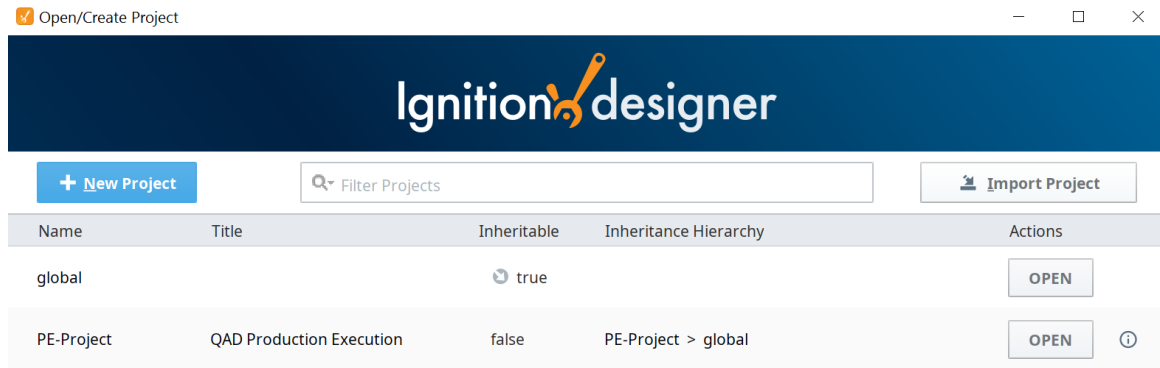 Open/Create Project
Ignition designer
New Project
Filter Projects
Import Project
Name Title Inheritable Inheritance Hierarchy Actions
global true OPEN
PE-Project QAD Production Execution false PE-Project > global OPEN